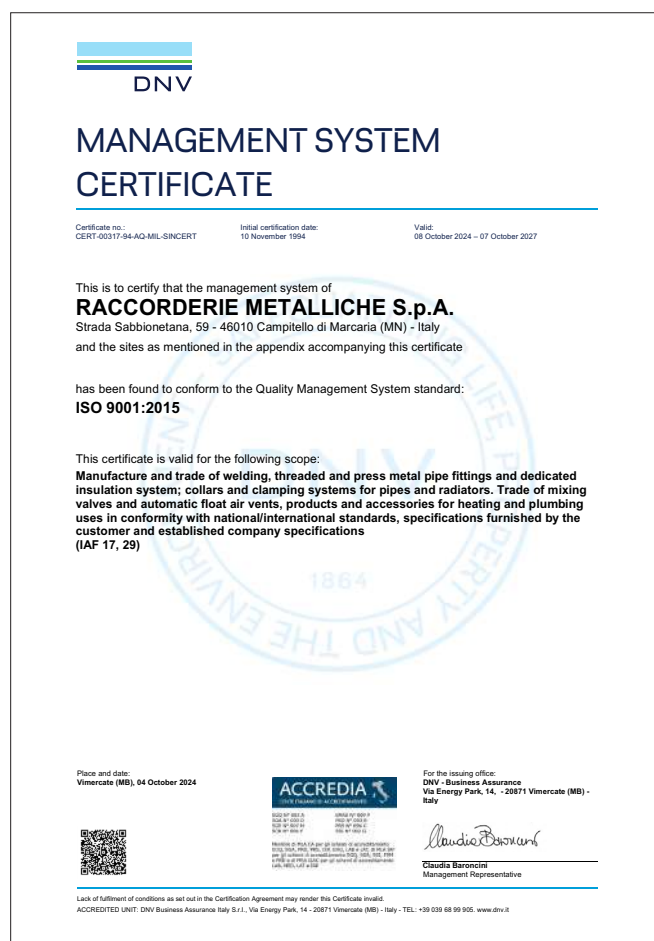 DNV
MANAGEMENT SYSTEM
CERTIFICATE
Certificate no.:
CERT-00317-94-AQ-MIL-SINCERT
Initial certification date:
10 November 1994
Valid:
08 October 2024 – 07 October 2027
This is to certify that the management system of
RACCORDERIE METALLICHE S.p.A.
Strada Sabbionetana, 59 - 46010 Campitello di Marcaria (MN) - Italy
and the sites as mentioned in the appendix accompanying this certificate
has been found to conform to the Quality Management System standard:
ISO 9001:2015
This certificate is valid for the following scope:
Manufacture and trade of welding, threaded and press metal pipe fittings and dedicated
insulation system; collars and clamping systems for pipes and radiators. Trade of mixing
valves and automatic float air vents, products and accessories for heating and plumbing
uses in conformity with national/international standards, specifications furnished by the
customer and established company specifications
(IAF 17, 29)
DNV
1864
Place and date:
Vimercate (MB), 04 October 2024
ACCREDIA
L'ENTE ITALIANO DI ACCREDITAMENTO
For the issuing office:
DNV - Business Assurance
Via Energy Park, 14, - 20871 Vimercate (MB) -
Italy
Claudia Baroncini
Claudia Baroncini
Management Representative
Lack of fulfilment of conditions as set out in the Certification Agreement may render this Certificate invalid.
ACCREDITED UNIT: DNV Business Assurance Italy S.r.l., Via Energy Park, 14 - 20871 Vimercate (MB) - Italy - TEL: +39 039 68 99 905. www.dnv.it